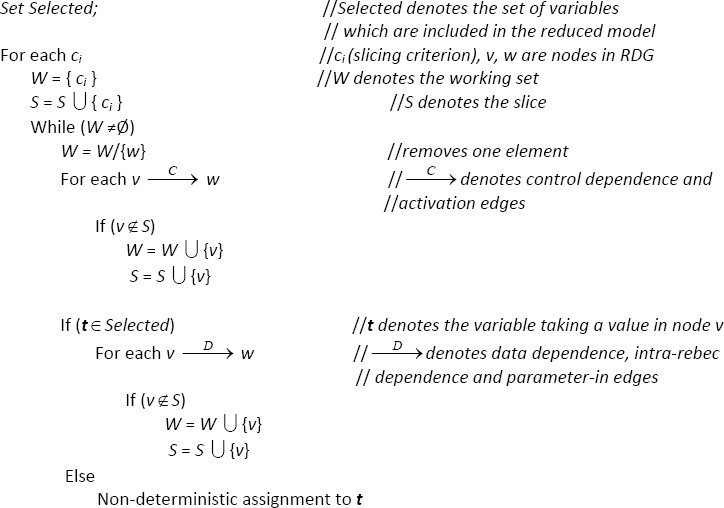 Set Selected; //Selected denotes the set of variables
// which are included in the reduced model
For each ci //ci (slicing criterion), v, w are nodes in RDG
W = { ci } //W denotes the working set
S = S ⋃ { ci } //S denotes the slice
While (W ≠∅)
W = W/{w} //removes one element
For each v —C→ w // —C→ denotes control dependence and
//activation edges
If (v ∉ S)
W = W ⋃ {v}
S = S ⋃ {v}
If (t ∈ Selected) //t denotes the variable taking a value in node v
For each v —D→ w // —D→ denotes data dependence, intra-rebec
// dependence and parameter-in edges
If (v ∉ S)
W = W ⋃ {v}
S = S ⋃ {v}
Else
Non-deterministic assignment to t